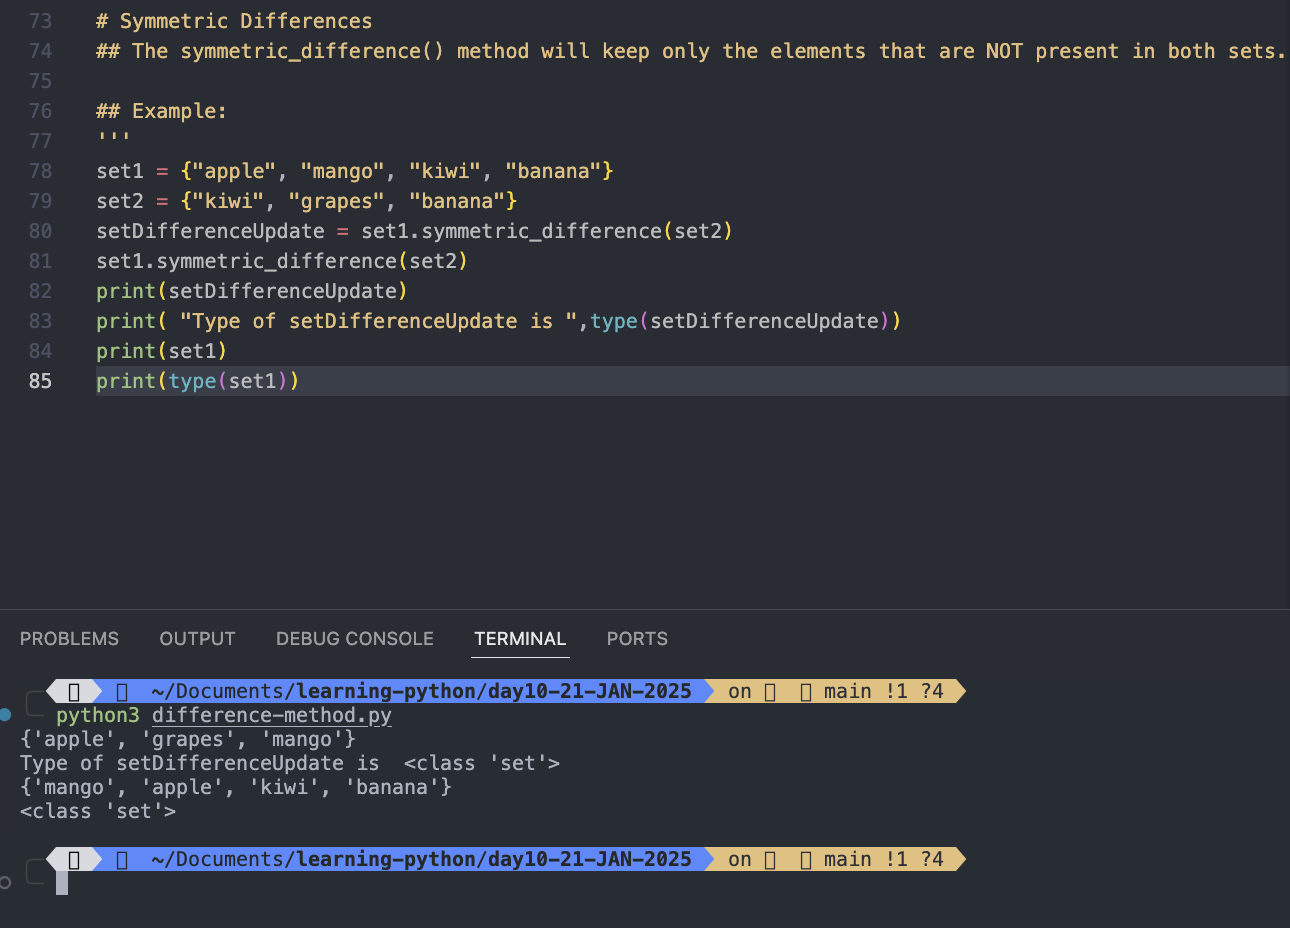 73 # Symmetric Differences
74 ## The symmetric_difference() method will keep only the elements that are NOT present in both sets.
75
76 ## Example:
77 '''
78 set1 = {"apple", "mango", "kiwi", "banana"}
79 set2 = {"kiwi", "grapes", "banana"}
80 setDifferenceUpdate = set1.symmetric_difference(set2)
81 set1.symmetric_difference(set2)
82 print(setDifferenceUpdate)
83 print( "Type of setDifferenceUpdate is ",type(setDifferenceUpdate))
84 print(set1)
85 print(type(set1))
PROBLEMS OUTPUT DEBUG CONSOLE TERMINAL PORTS
~/Documents/learning-python/day10-21-JAN-2025 on main !1 ?4
python3 difference-method.py
{'apple', 'grapes', 'mango'}
Type of setDifferenceUpdate is  <class 'set'>
{'mango', 'apple', 'kiwi', 'banana'}
<class 'set'>
~/Documents/learning-python/day10-21-JAN-2025 on main !1 ?4